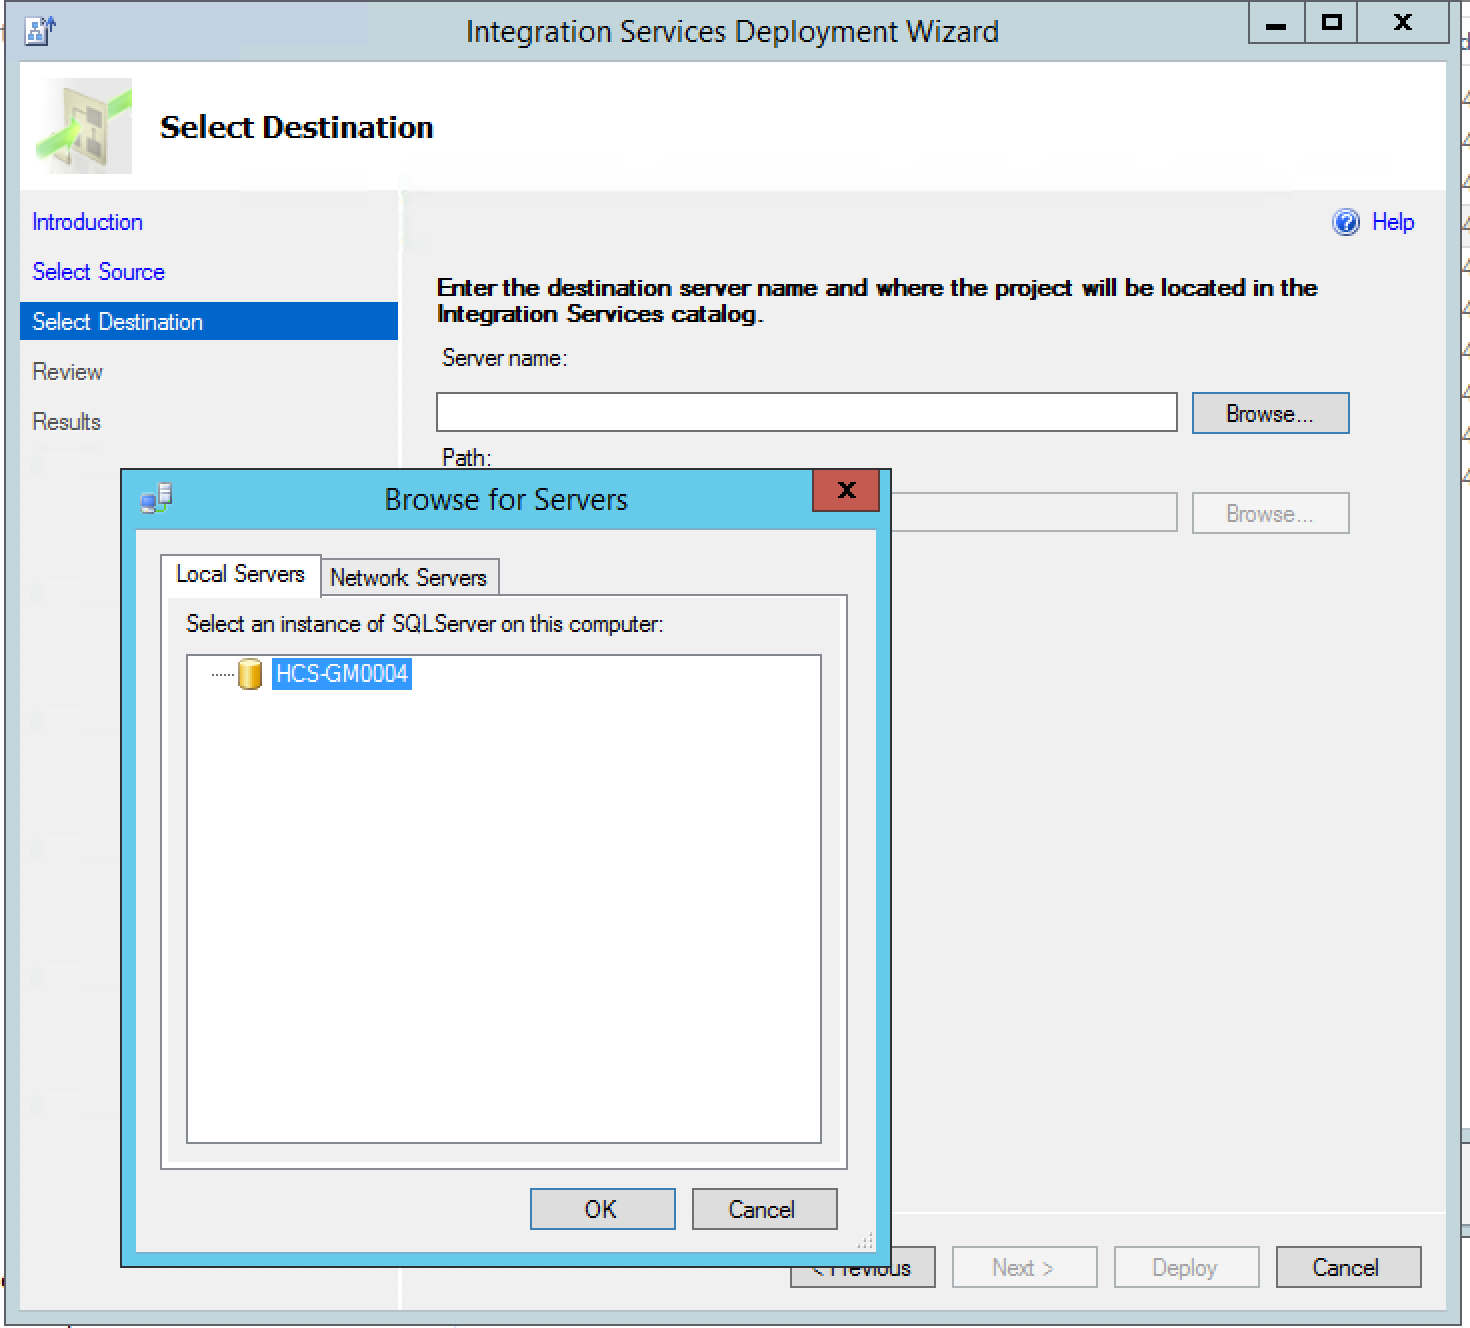 Integration Services Deployment Wizard
Select Destination
Introduction
Select Source
Select Destination
Review
Results
Help
Enter the destination server name and where the project will be located in the
Integration Services catalog.
Server name:
Browse...
Path:
Browse...
Browse for Servers
Local Servers
Network Servers
Select an instance of SQLServer on this computer:
HCS-GM0004
OK
Cancel
< Previous
Next >
Deploy
Cancel